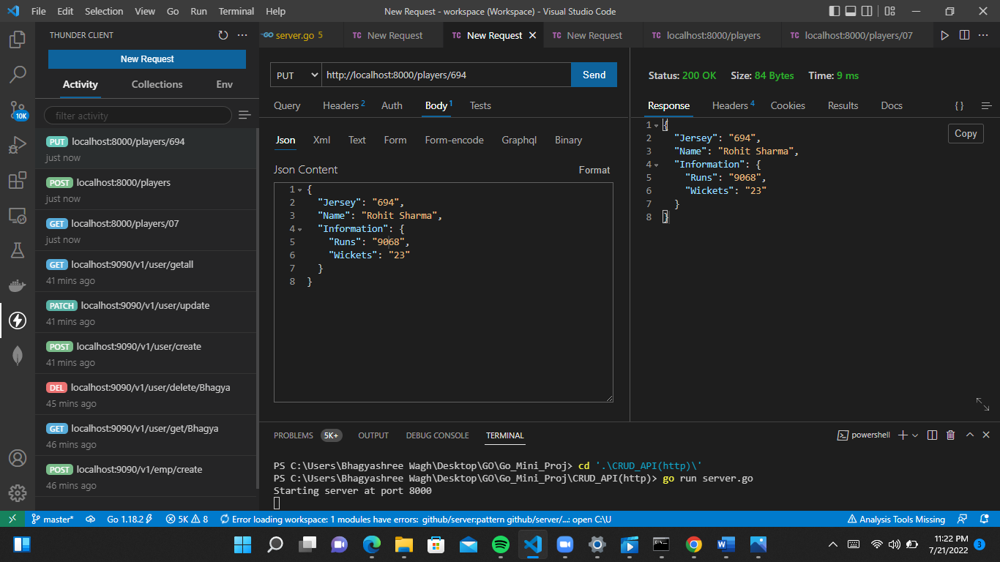 File Edit Selection View Go Run Terminal Help
New Request - workspace (Workspace) - Visual Studio Code
THUNDER CLIENT
New Request
Activity Collections Env
filter activity
PUT localhost:8000/players/694
just now
POST localhost:8000/players
just now
GET localhost:8000/players/07
just now
GET localhost:9090/v1/user/getall
41 mins ago
PATCH localhost:9090/v1/user/update
41 mins ago
POST localhost:9090/v1/user/create
41 mins ago
DEL localhost:9090/v1/user/delete/Bhagya
45 mins ago
GET localhost:9090/v1/user/get/Bhagya
46 mins ago
POST localhost:9090/v1/emp/create
46 mins ago
10K
GO server.go 5 TC New Request TC New Request TC New Request TC localhost:8000/players TC localhost:8000/players/07
PUT http://localhost:8000/players/694 Send
Query Headers 2 Auth Body 1 Tests
Json Xml Text Form Form-encode Graphql Binary
Json Content Format
1 {
2 "Jersey": "694",
3 "Name": "Rohit Sharma",
4 "Information": {
5 "Runs": "9068",
6 "Wickets": "23"
7 }
8 }
Status: 200 OK Size: 84 Bytes Time: 9 ms
Response Headers 4 Cookies Results Docs { }
Copy
1 {
2 "Jersey": "694",
3 "Name": "Rohit Sharma",
4 "Information": {
5 "Runs": "9068",
6 "Wickets": "23"
7 }
8 }
PROBLEMS 5K+ OUTPUT DEBUG CONSOLE TERMINAL powershell
PS C:\Users\Bhagyashree Wagh\Desktop\GO\Go_Mini_Proj> cd '.\CRUD_API(http)\'
PS C:\Users\Bhagyashree Wagh\Desktop\GO\Go_Mini_Proj\CRUD_API(http)> go run server.go
Starting server at port 8000
master* Go 1.18.2 5K 8 Error loading workspace: 1 modules have errors: github/server:pattern github/server/...: open C:\U Analysis Tools Missing
11:22 PM
7/21/2022
3